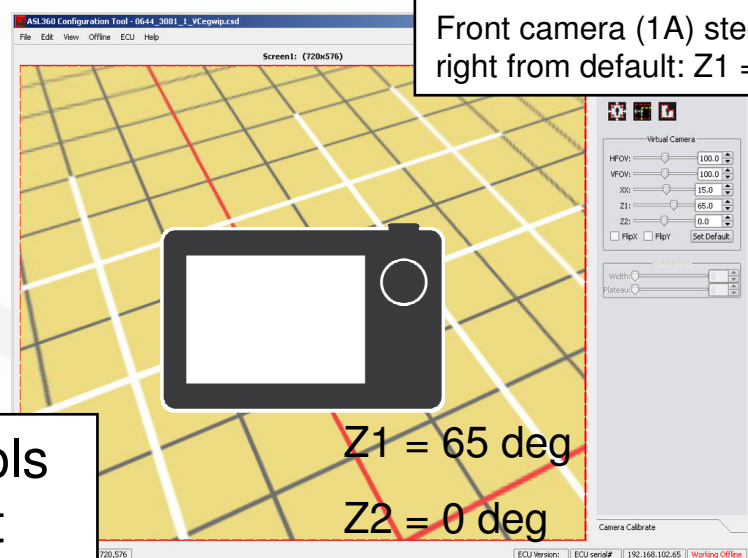 ASL360 Configuration Tool - 0644_3081_1_VCegwip.csd
File Edit View Offline ECU Help
Screen1: (720x576)
Front camera (1A)
right from default: Z1 =
Virtual Camera
HFOV: 100.0
VFOV: 100.0
XX: 15.0
Z1: 65.0
Z2: 0.0
FlipX FlipY Set Default
Width: 0
Plateau: 0
Z1 = 65 deg
Z2 = 0 deg
Camera Calibrate
720,576
ECU Version: ECU serial# 192.168.102.65 Working Offline